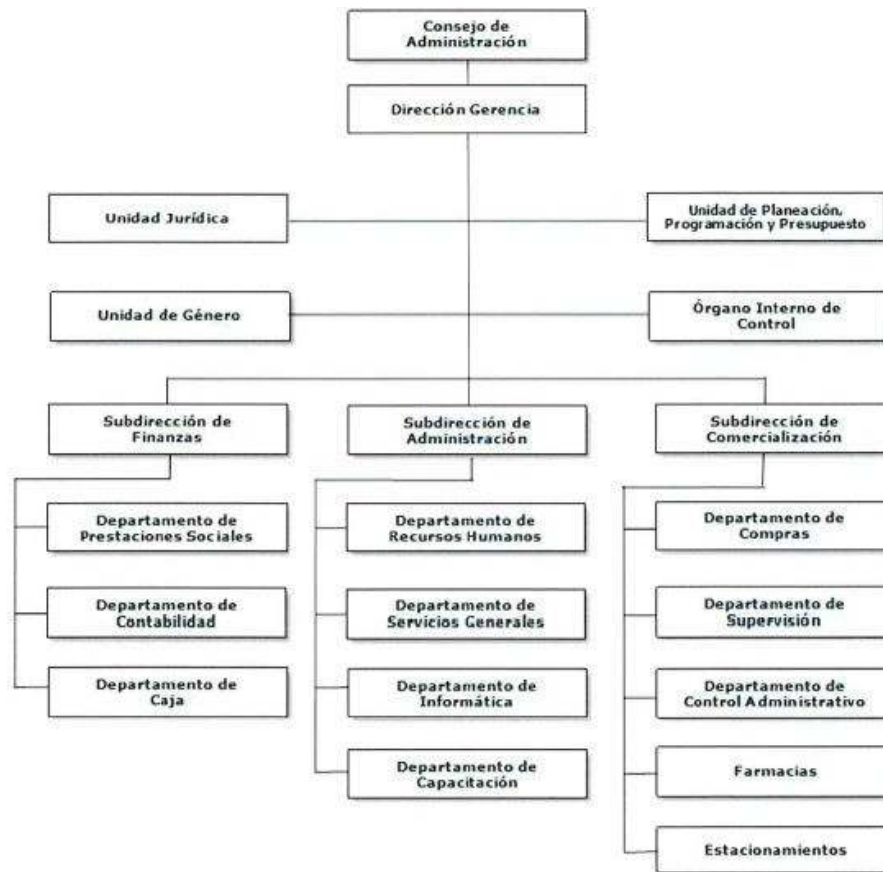 Consejo de
Administración
Dirección Gerencia
Unidad Jurídica
Unidad de Planeación,
Programación y Presupuesto
Unidad de Género
Órgano Interno de
Control
Subdirección de
Finanzas
Departamento de
Prestaciones Sociales
Departamento de
Contabilidad
Departamento de
Caja
Subdirección de
Administración
Departamento de
Recursos Humanos
Departamento de
Servicios Generales
Departamento de
Informática
Departamento de
Capacitación
Subdirección de
Comercialización
Departamento de
Compras
Departamento de
Supervisión
Departamento de
Control Administrativo
Farmacias
Estacionamientos